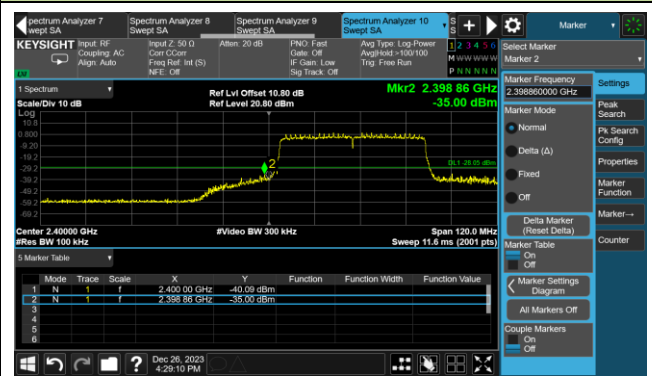 pectrum Analyzer 7
wept SA
Spectrum Analyzer 8
Swept SA
Spectrum Analyzer 9
Swept SA
Spectrum Analyzer 10
Swept SA
S
S
Marker
KEYSIGHT
Input: RF
Coupling: AC
Align: Auto
Input Z: 50 Ω
Corr CCorr
Freq Ref: Int (S)
NFE: Off
Atten: 20 dB
PNO: Fast
Gate: Off
IF Gain: Low
Sig Track: Off
Avg Type: Log-Power
Avg|Hold:>100/100
Trig: Free Run
1 2 3 4 5 6
M W W W W W
P N N N N N
1 Spectrum
Scale/Div 10 dB
Ref Lvl Offset 10.80 dB
Ref Level 20.80 dBm
Mkr2 2.398 86 GHz
-35.00 dBm
Log
10.8
0.800
-9.20
-19.2
-29.2
-39.2
-49.2
-59.2
-69.2
2
DL1 -28.05 dBm
Center 2.40000 GHz
#Res BW 100 kHz
#Video BW 300 kHz
Span 120.0 MHz
Sweep 11.6 ms (2001 pts)
5 Marker Table
Mode Trace Scale X Y Function Function Width Function Value
1 N 1 f 2.400 00 GHz -40.09 dBm
2 N 1 f 2.398 86 GHz -35.00 dBm
3
4
5
6
Select Marker
Marker 2
Marker Frequency
2.398860000 GHz
Marker Mode
Normal
Delta (Δ)
Fixed
Off
Delta Marker
(Reset Delta)
Marker Table
On
Off
Marker Settings
Diagram
All Markers Off
Couple Markers
On
Off
Settings
Peak
Search
Pk Search
Config
Properties
Marker
Function
Marker→
Counter
?
Dec 26, 2023
4:29:10 PM